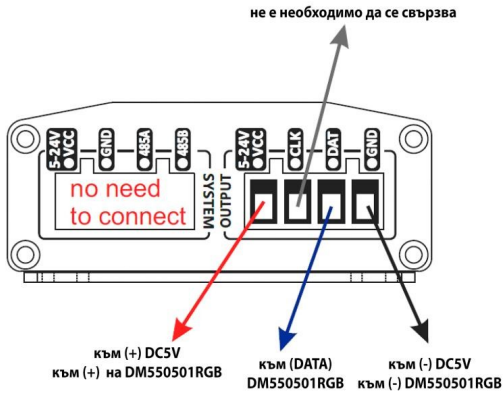 не е необходимо да се свързва
5-24V
VCC
GND
485A
485B
5-24V
VCC
CLK
DAT
GND
no need
to connect
SYSTEM
OUTPUT
към (+) DC5V
към (+) на DM550501RGB
към (DATA)
DM550501RGB
към (-) DC5V
към (-) DM550501RGB